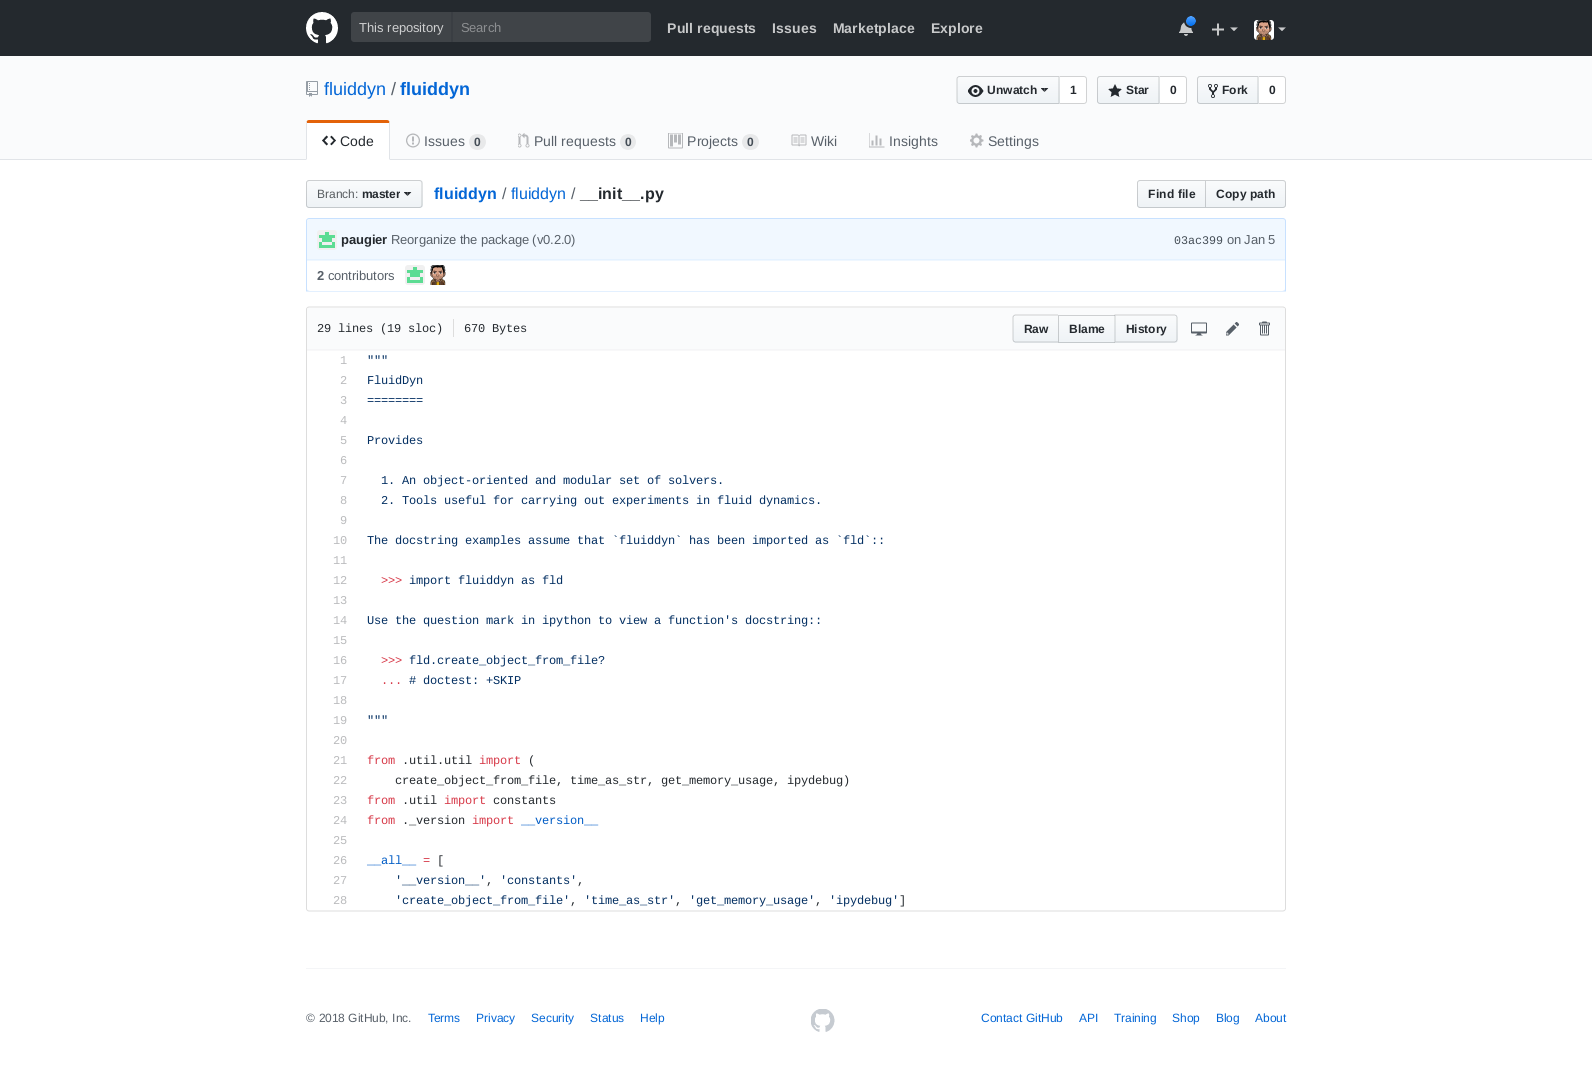 This repository Search Pull requests Issues Marketplace Explore
fluiddyn / fluiddyn Unwatch 1 Star 0 Fork 0
Code Issues 0 Pull requests 0 Projects 0 Wiki Insights Settings
Branch: master fluiddyn / fluiddyn / __init__.py Find file Copy path
paugier Reorganize the package (v0.2.0) 03ac399 on Jan 5
2 contributors
29 lines (19 sloc) 670 Bytes Raw Blame History
1 """
2 FluidDyn
3 ========
4
5 Provides
6
7 1. An object-oriented and modular set of solvers.
8 2. Tools useful for carrying out experiments in fluid dynamics.
9
10 The docstring examples assume that `fluiddyn` has been imported as `fld`::
11
12 >>> import fluiddyn as fld
13
14 Use the question mark in ipython to view a function's docstring::
15
16 >>> fld.create_object_from_file?
17 ... # doctest: +SKIP
18
19 """
20
21 from .util.util import (
22 create_object_from_file, time_as_str, get_memory_usage, ipydebug)
23 from .util import constants
24 from ._version import __version__
25
26 __all__ = [
27 '__version__', 'constants',
28 'create_object_from_file', 'time_as_str', 'get_memory_usage', 'ipydebug']
© 2018 GitHub, Inc. Terms Privacy Security Status Help Contact GitHub API Training Shop Blog About